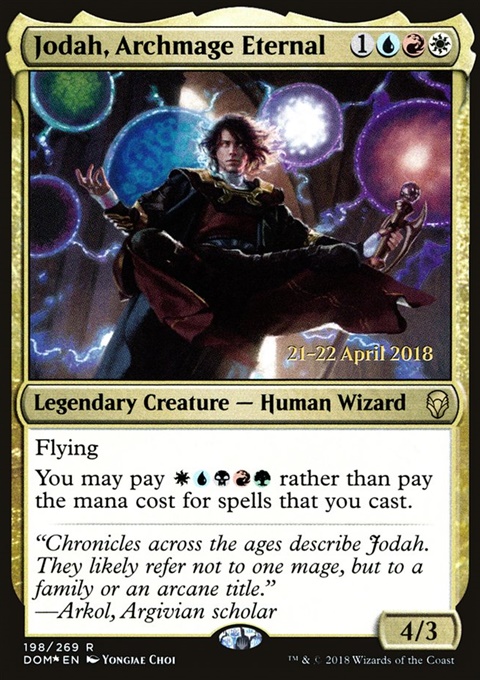 Jodah, Archmage Eternal 1
21–22 April 2018
Legendary Creature — Human Wizard
Flying
You may pay rather than pay
the mana cost for spells that you cast.
“Chronicles across the ages describe Jodah.
They likely refer not to one mage, but to a
family or an arcane title.”
—Arkol, Argivian scholar
4/3
198/269 R
DOM★EN Yongjae Choi
™ & © 2018 Wizards of the Coast